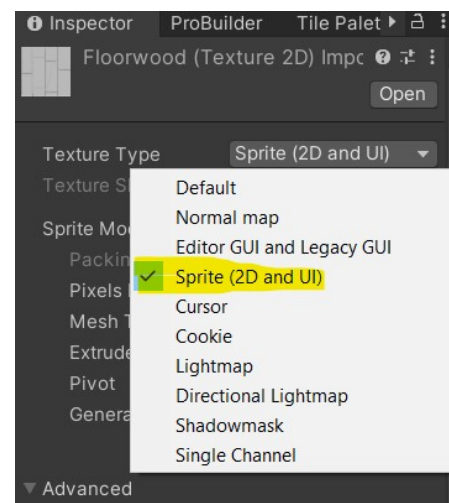 Inspector ProBuilder Tile Palet
Floorwood (Texture 2D) Impc
Open
Texture Type Sprite (2D and UI)
Texture S
Default
Sprite Mo
Normal map
Editor GUI and Legacy GUI
Packin
Sprite (2D and UI)
Pixels
Cursor
Mesh T
Cookie
Extrude
Lightmap
Pivot
Directional Lightmap
Genera
Shadowmask
Single Channel
Advanced